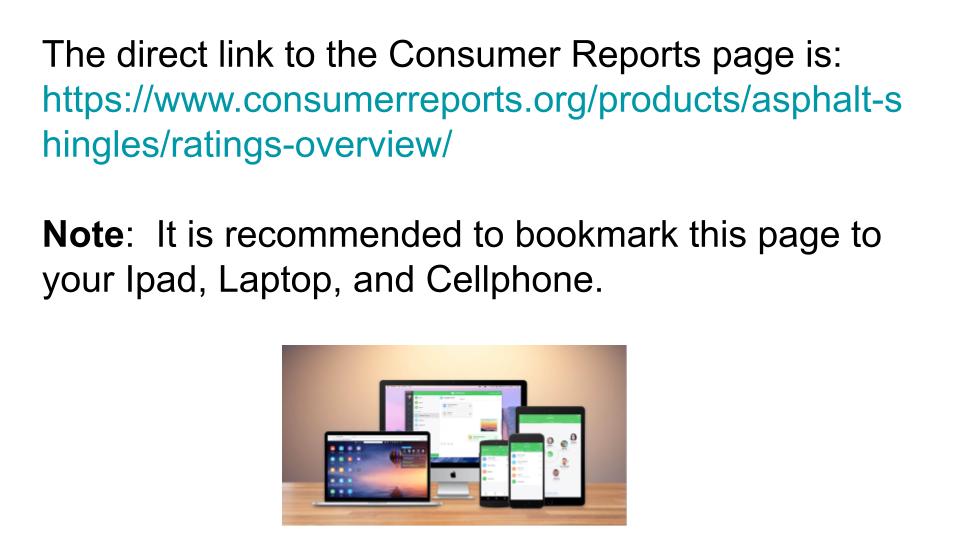 The direct link to the Consumer Reports page is:
https://www.consumerreports.org/products/asphalt-s
hingles/ratings-overview/
Note:  It is recommended to bookmark this page to
your Ipad, Laptop, and Cellphone.